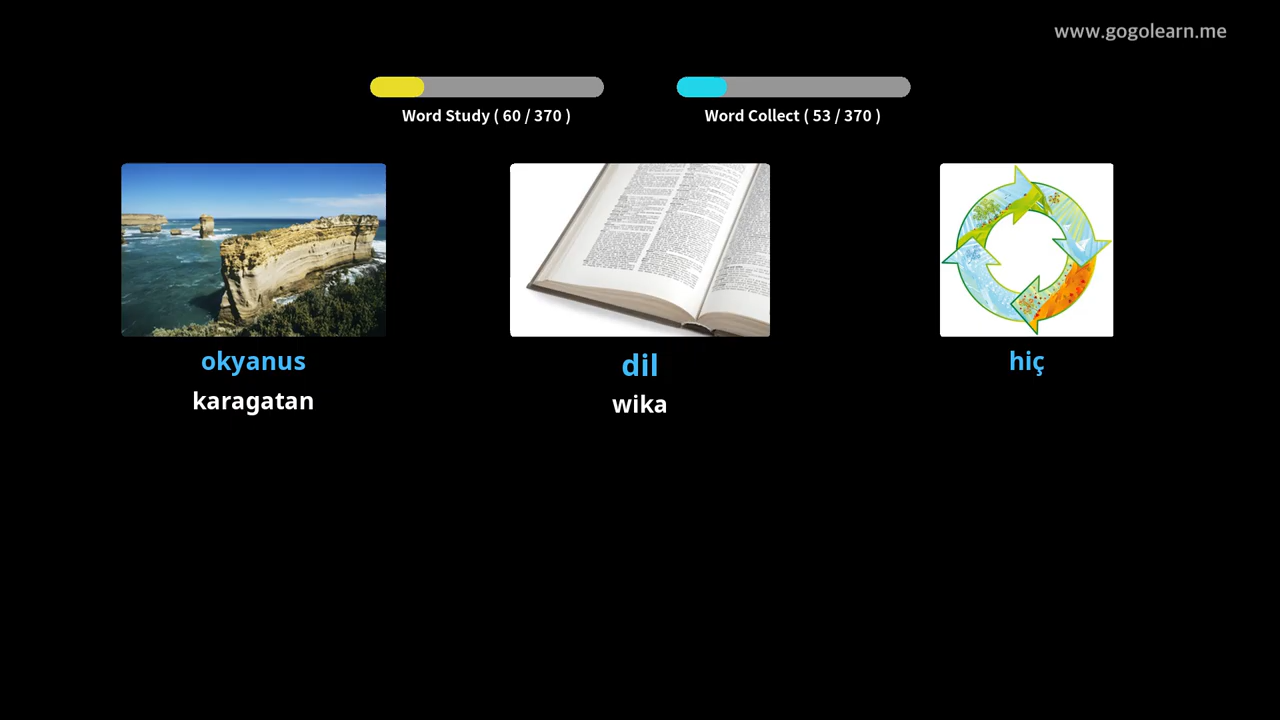 www.gogolearn.me
Word Study ( 60 / 370 )
Word Collect ( 53 / 370 )
okyanus
karagatan
dil
wika
hiç